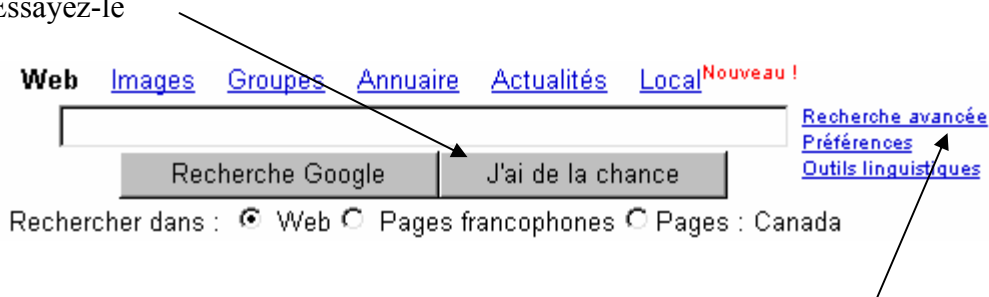 Essayez-le
Web Images Groupes Annuaire Actualités Local Nouveau !
Recherche avancée
Préférences
Outils linguistiques
Recherche Google J'ai de la chance
Rechercher dans : Web Pages francophones Pages : Canada